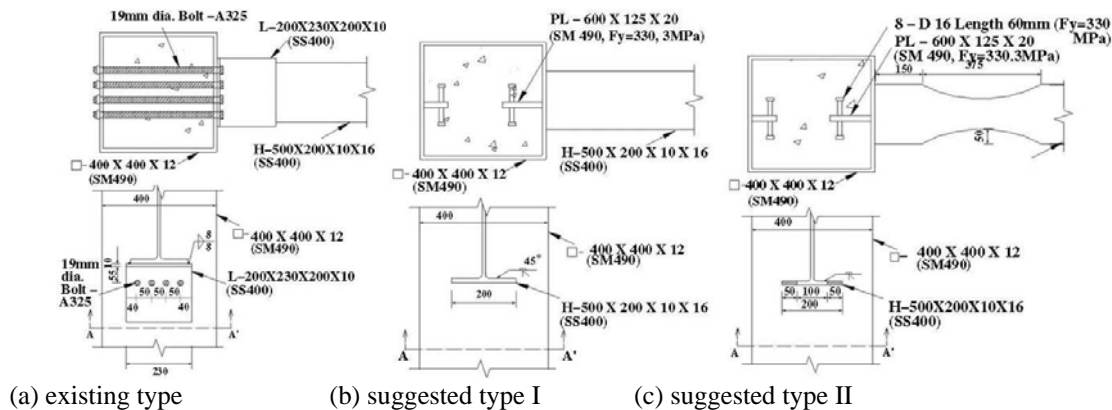 19mm dia. Bolt -A325
L-200X230X200X10
(SS400)
H-500X200X10X16
(SS400)
□- 400 X 400 X 12
(SM490)
400
8
8
□- 400 X 400 X 12
(SM490)
19mm
dia.
Bolt -
A325
10
55
50 50 50
40 40
L-200X230X200X10
(SS400)
A A'
230
(a) existing type
PL - 600 X 125 X 20
(SM 490, Fy=330, 3MPa)
H-500 X 200 X 10 X 16
(SS400)
□- 400 X 400 X 12
(SM490)
400
□- 400 X 400 X 12
(SM490)
45°
200
H-500 X 200 X 10 X 16
(SS400)
A A'
(b) suggested type I
8 - D 16 Length 60mm (Fy=330
MPa)
PL - 600 X 125 X 20
(SM 490, Fy=330.3MPa)
150 375
50
□- 400 X 400 X 12
(SM490)
400
□- 400 X 400 X 12
(SM490)
50 100 50
200
H-500X200X10X16
(SS400)
A A'
(c) suggested type II